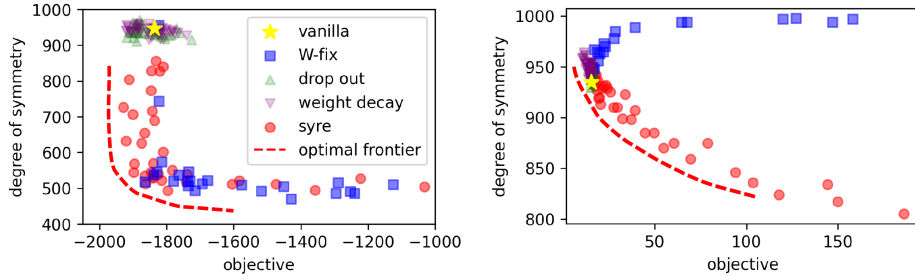 1000
900
800
700
600
500
400
degree of symmetry
−2000
−1800
−1600
−1400
−1200
−1000
objective
vanilla
W-fix
drop out
weight decay
syre
optimal frontier
1000
950
900
850
800
degree of symmetry
50
100
150
objective